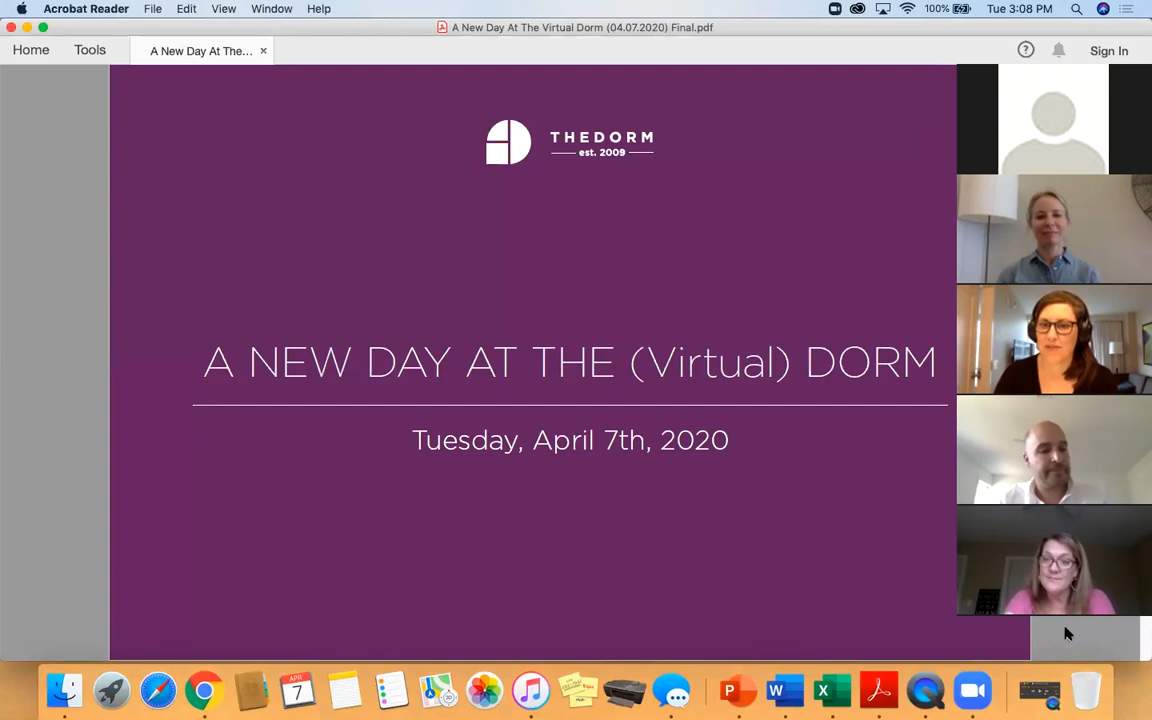 Acrobat Reader File Edit View Window Help 100% Tue 3:08 PM
A New Day At The Virtual Dorm (04.07.2020) Final.pdf
Home Tools A New Day At The... × Sign In
THEDORM
est. 2009
A NEW DAY AT THE (Virtual) DORM
Tuesday, April 7th, 2020
APR
7
P W X